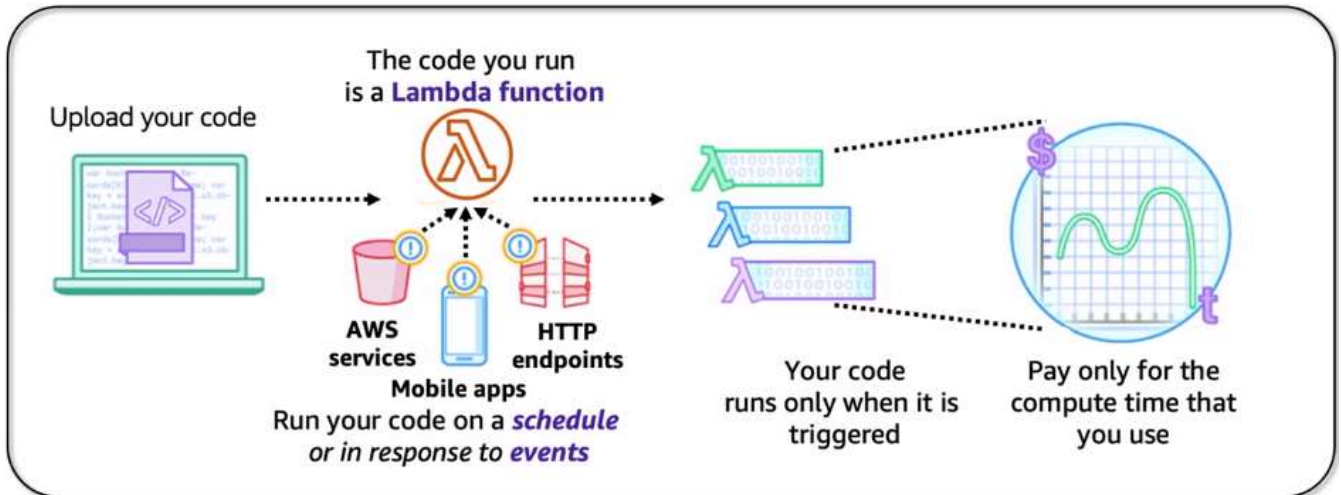 Upload your code
The code you run
is a Lambda function
AWS
services
Mobile apps
HTTP
endpoints
Run your code on a schedule
or in response to events
Your code
runs only when it is
triggered
$
t
Pay only for the
compute time that
you use